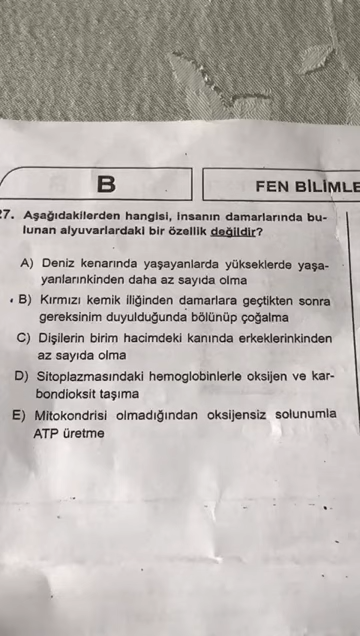 B
FEN BİLİMLE
27. Aşağıdakilerden hangisi, insanın damarlarında bu-
lunan alyuvarlardaki bir özellik değildir?
A) Deniz kenarında yaşayanlarda yükseklerde yaşa-
yanlarınkinden daha az sayıda olma
B) Kırmızı kemik iliğinden damarlara geçtikten sonra
gereksinim duyulduğunda bölünüp çoğalma
C) Dişilerin birim hacimdeki kanında erkeklerinkinden
az sayıda olma
D) Sitoplazmasındaki hemoglobinlerle oksijen ve kar-
bondioksit taşıma
E) Mitokondrisi olmadığından oksijensiz solunumla
ATP üretme